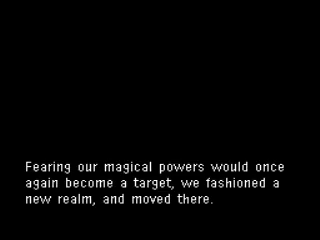 Fearing our magical powers would once
again become a target, we fashioned a
new realm, and moved there.